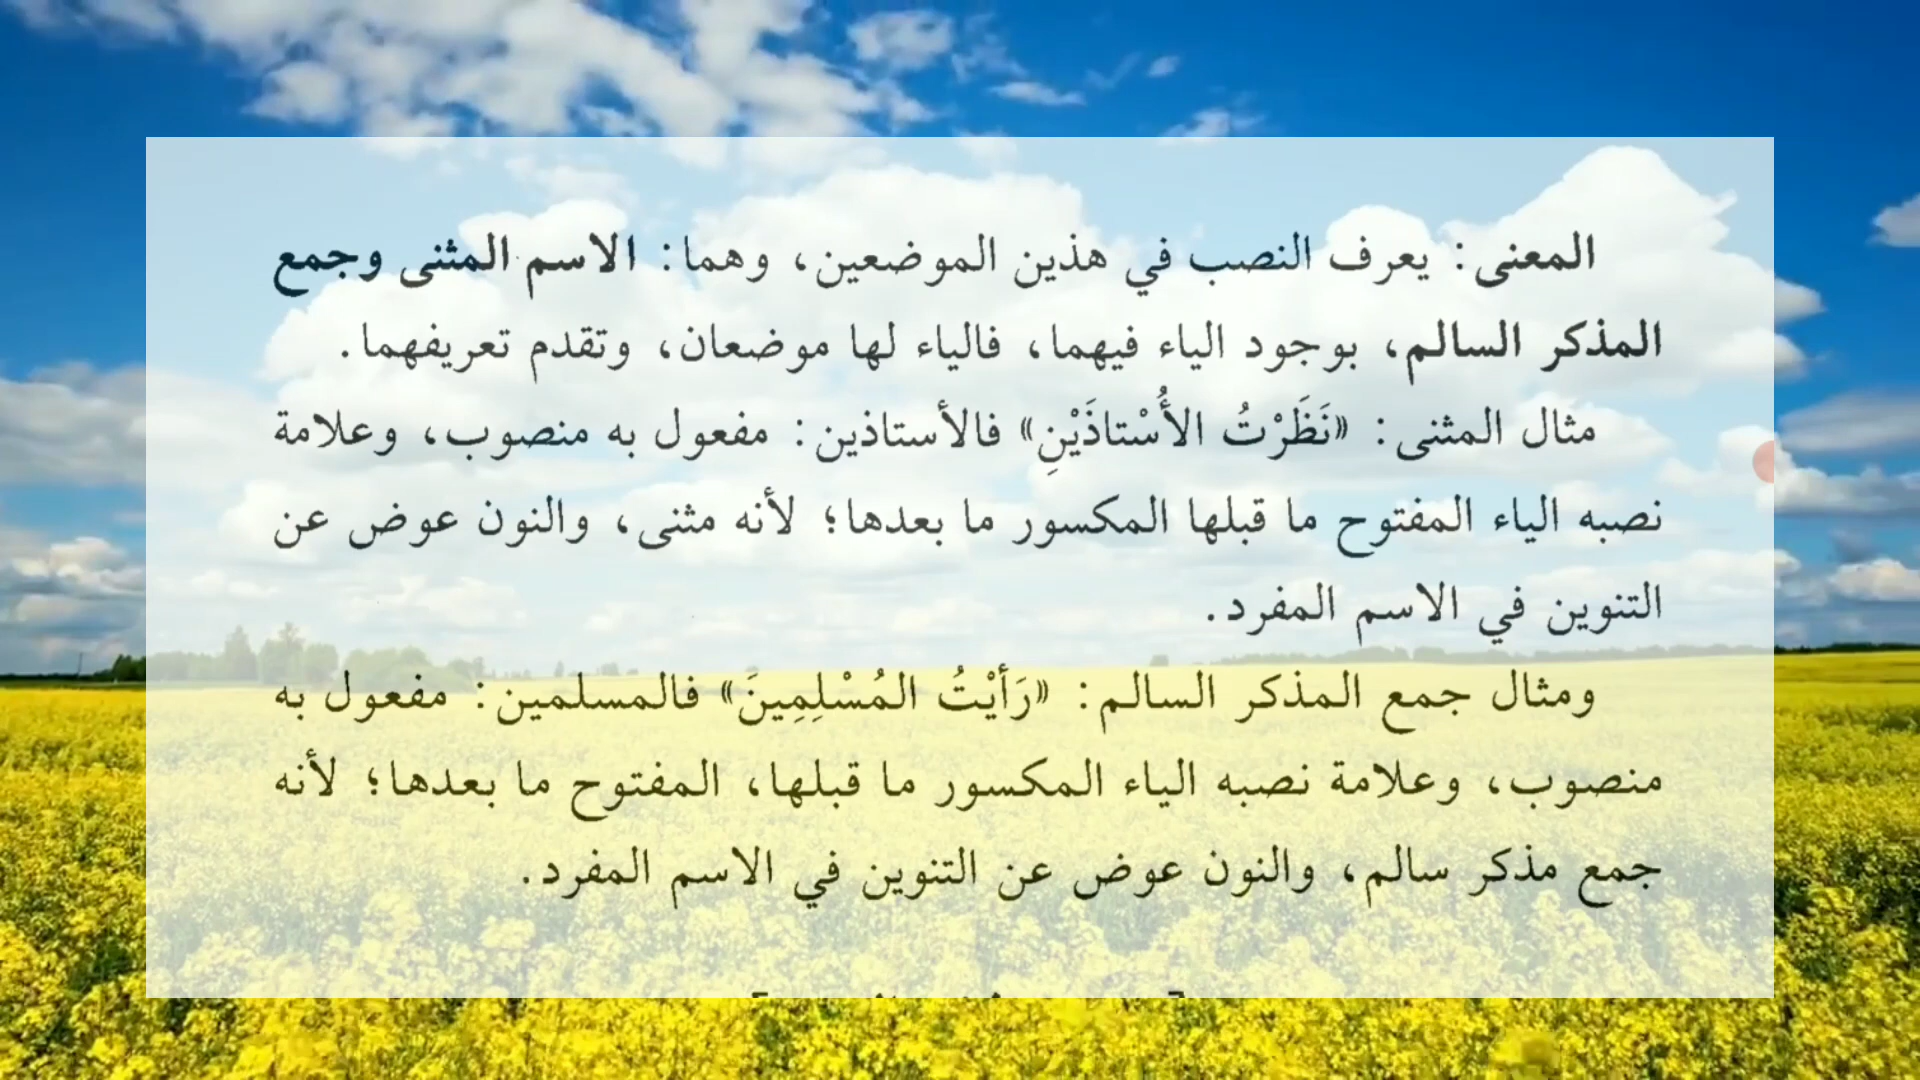 المعنى: يعرف النصب في هذين الموضعين، وهما: الاسم المثنى وجمع
المذكر السالم، بوجود الياء فيهما، فالياء لها موضعان، وتقدم تعريفهما.
مثال المثنى: «نَظَرْتُ الأُسْتاذَيْنِ» فالأستاذين: مفعول به منصوب، وعلامة
نصبه الياء المفتوح ما قبلها المكسور ما بعدها؛ لأنه مثنى، والنون عوض عن
التنوين في الاسم المفرد.
ومثال جمع المذكر السالم: «رَأيْتُ المُسْلِمِينَ» فالمسلمين: مفعول به
منصوب، وعلامة نصبه الياء المكسور ما قبلها، المفتوح ما بعدها؛ لأنه
جمع مذكر سالم، والنون عوض عن التنوين في الاسم المفرد.